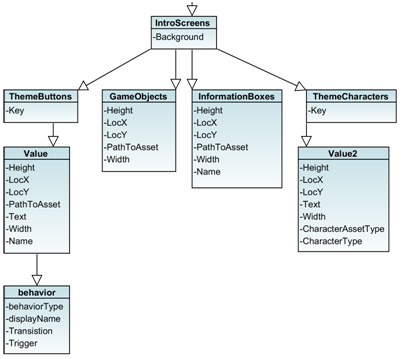 IntroScreens
-Background
ThemeButtons
-Key
GameObjects
-Height
-LocX
-LocY
-PathToAsset
-Width
InformationBoxes
-Height
-LocX
-LocY
-PathToAsset
-Width
-Name
ThemeCharacters
-Key
Value
-Height
-LocX
-LocY
-PathToAsset
-Text
-Width
-Name
Value2
-Height
-LocX
-LocY
-Text
-Width
-CharacterAssetType
-CharacterType
behavior
-behaviorType
-displayName
-Transistion
-Trigger